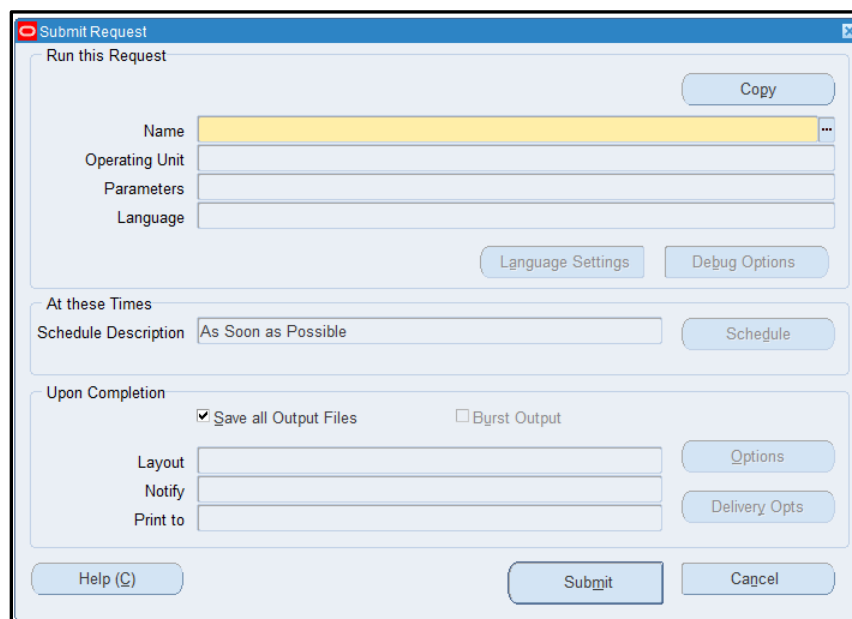 Submit Request
Run this Request
Copy
Name
...
Operating Unit
Parameters
Language
Language Settings Debug Options
At these Times
Schedule Description As Soon as Possible Schedule
Upon Completion
Save all Output Files Burst Output
Layout Options
Notify
Delivery Opts
Print to
Help (C) Submit Cancel